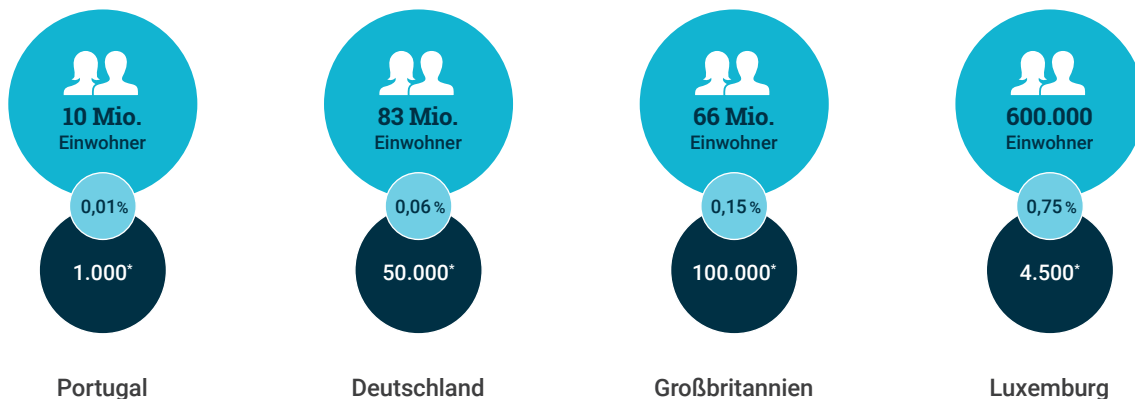 10 Mio.
Einwohner
0,01%
1.000*
Portugal
83 Mio.
Einwohner
0,06 %
50.000*
Deutschland
66 Mio.
Einwohner
0,15 %
100.000*
Großbritannien
600.000
Einwohner
0,75 %
4.500*
Luxemburg